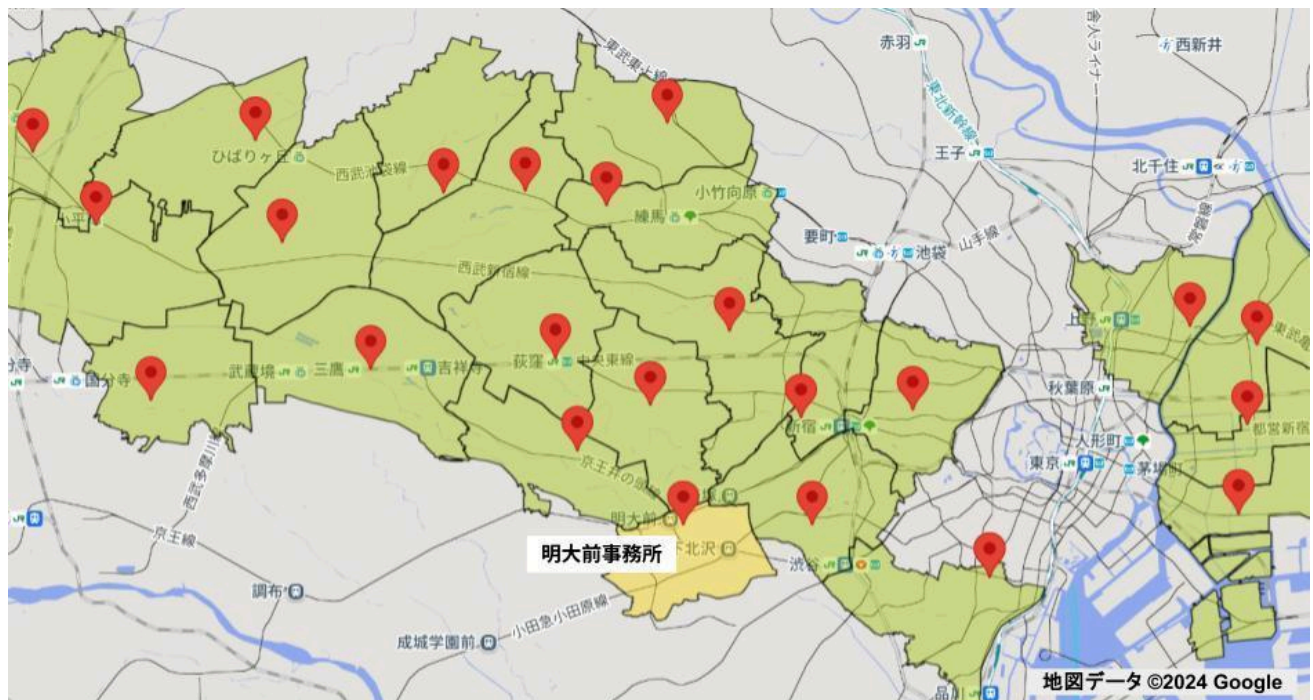 赤羽
西新井
舎人ライナー
東武東上線
東北新幹線
王子
北千住
常磐線
ひばりヶ丘
西武池袋線
小竹向原
練馬
要町
池袋
山手線
小平
西武新宿線
上野
荻窪
中央東線
国分寺
武蔵境
三鷹
吉祥寺
秋葉原
新宿
人形町
都営新宿
東京
茅場町
西武多摩川線
京王井の頭線
明大前
京王線
明大前事務所
下北沢
渋谷
調布
小田急小田原線
成城学園前
品川
地図データ ©2024 Google